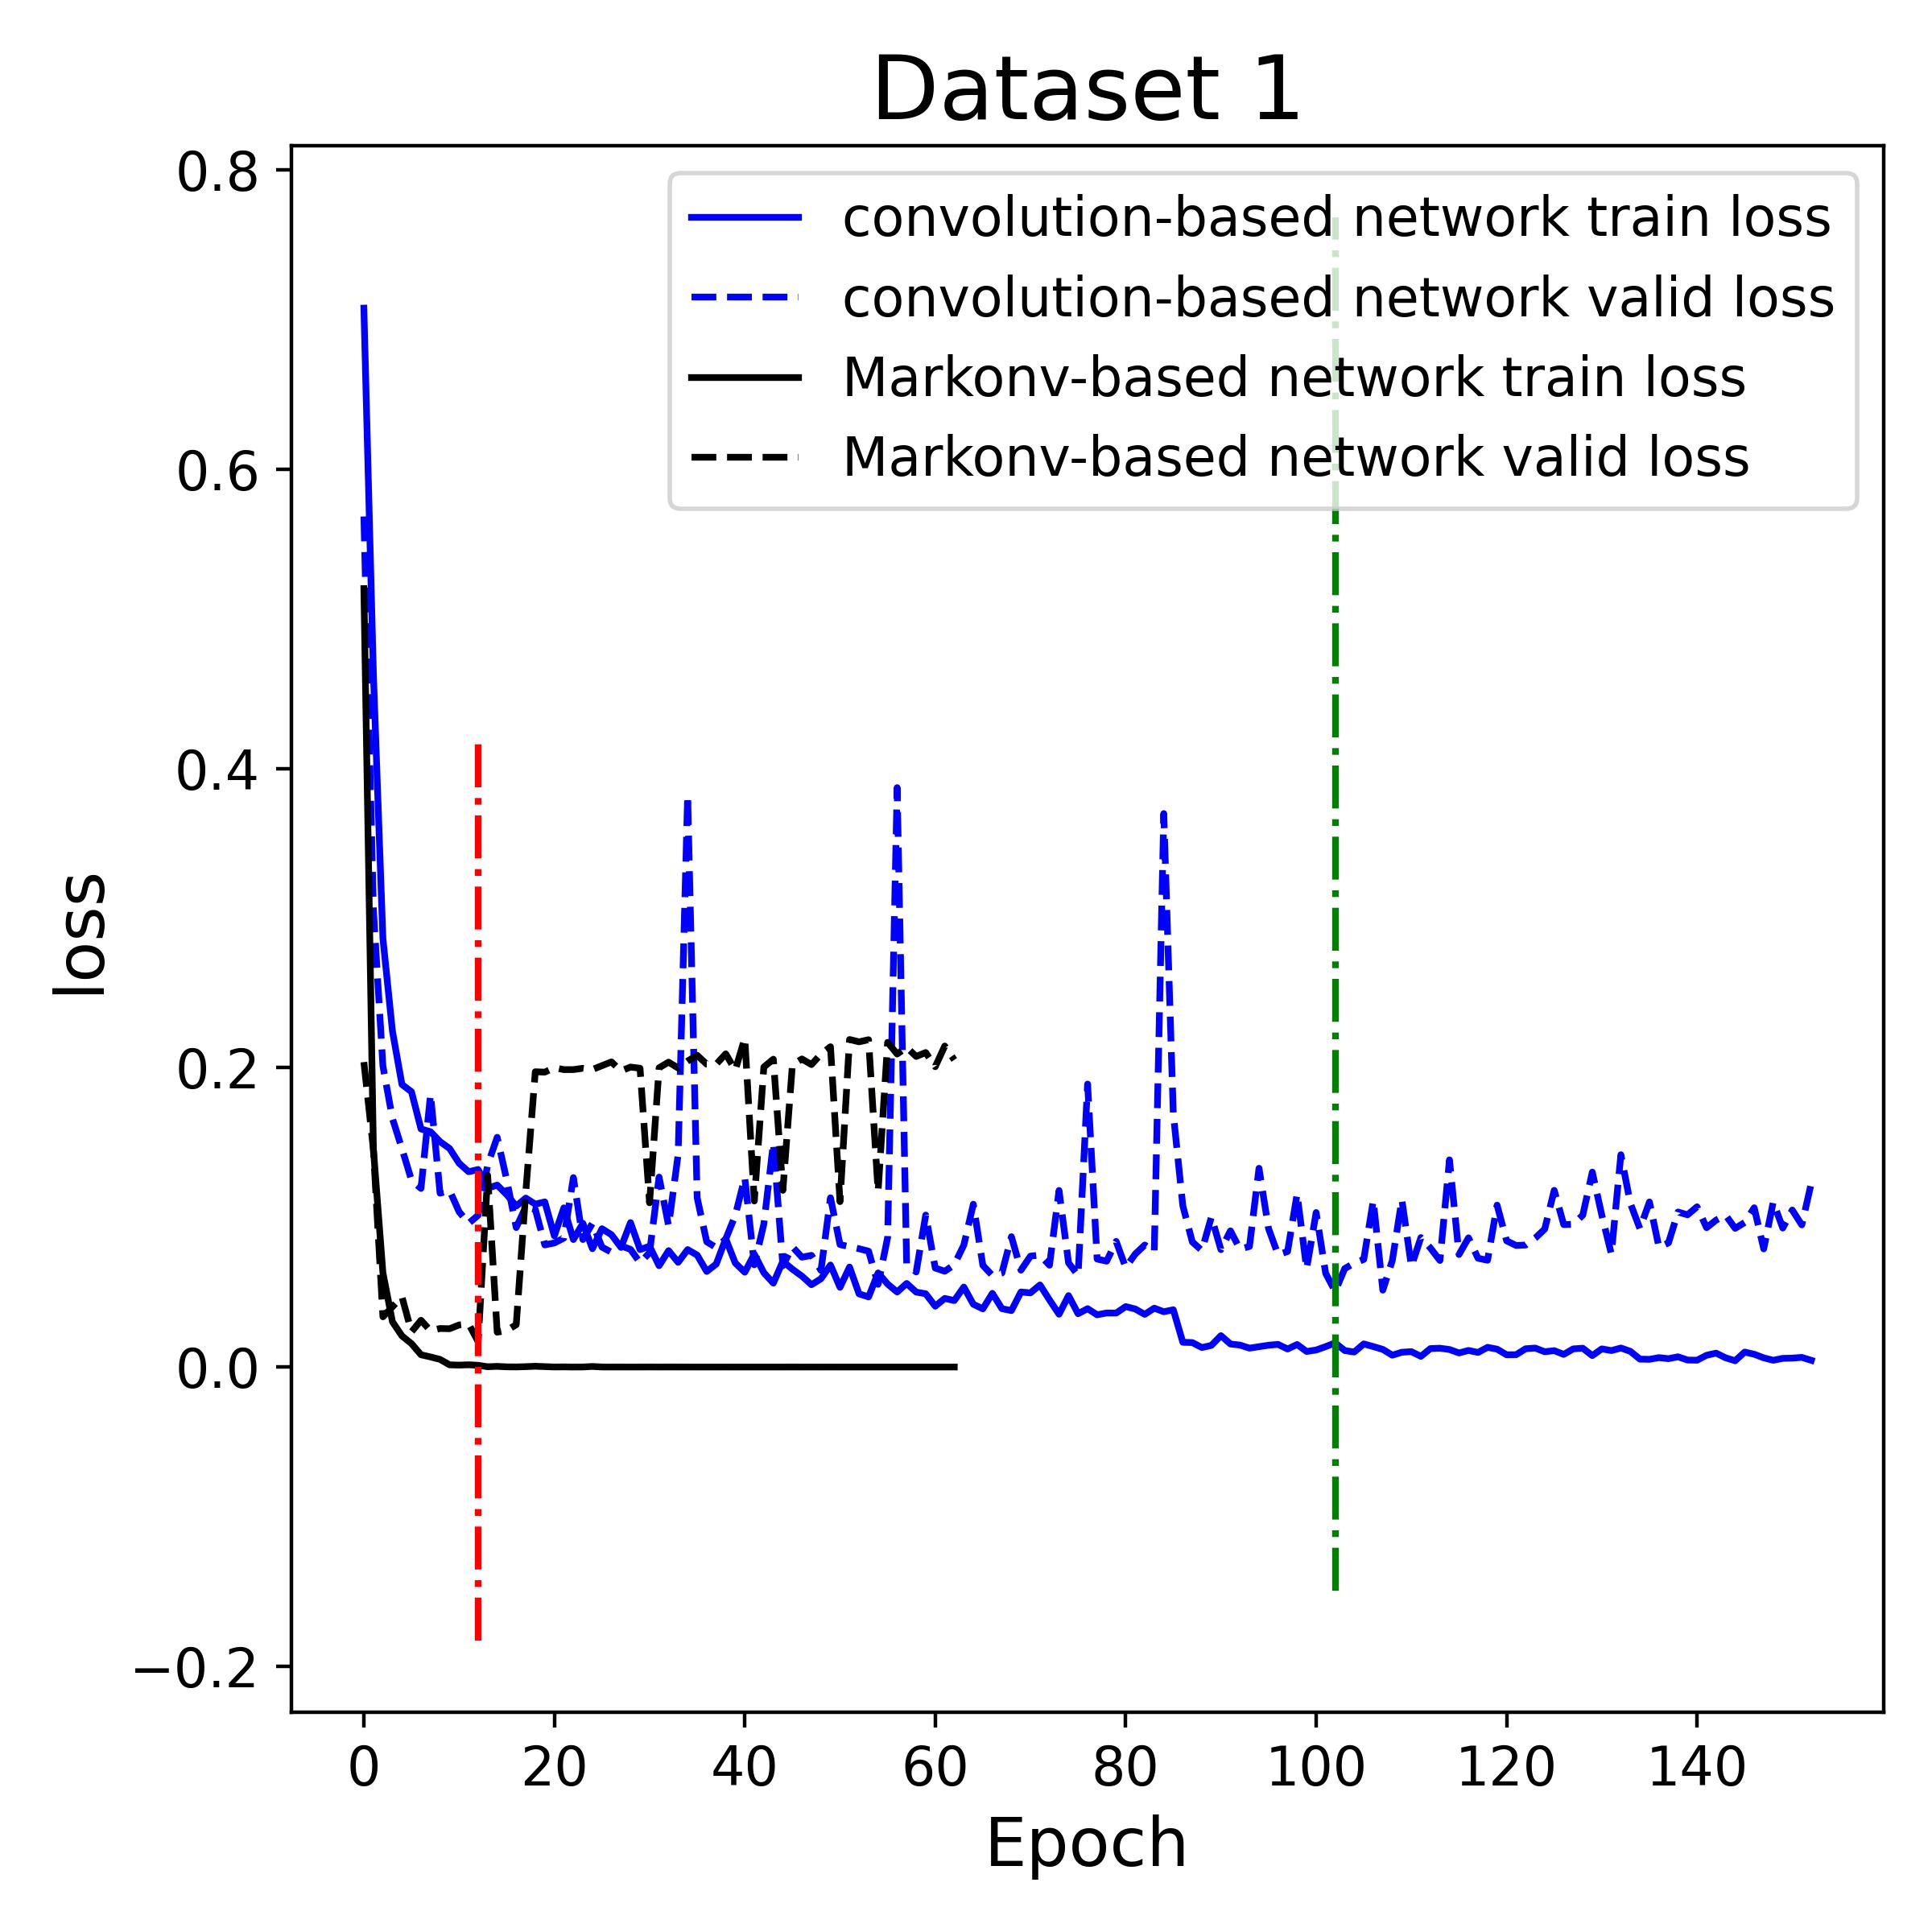 Dataset 1
convolution-based network train loss
convolution-based network valid loss
Markonv-based network train loss
Markonv-based network valid loss
loss
0.8
0.6
0.4
0.2
0.0
−0.2
0 20 40 60 80 100 120 140
Epoch